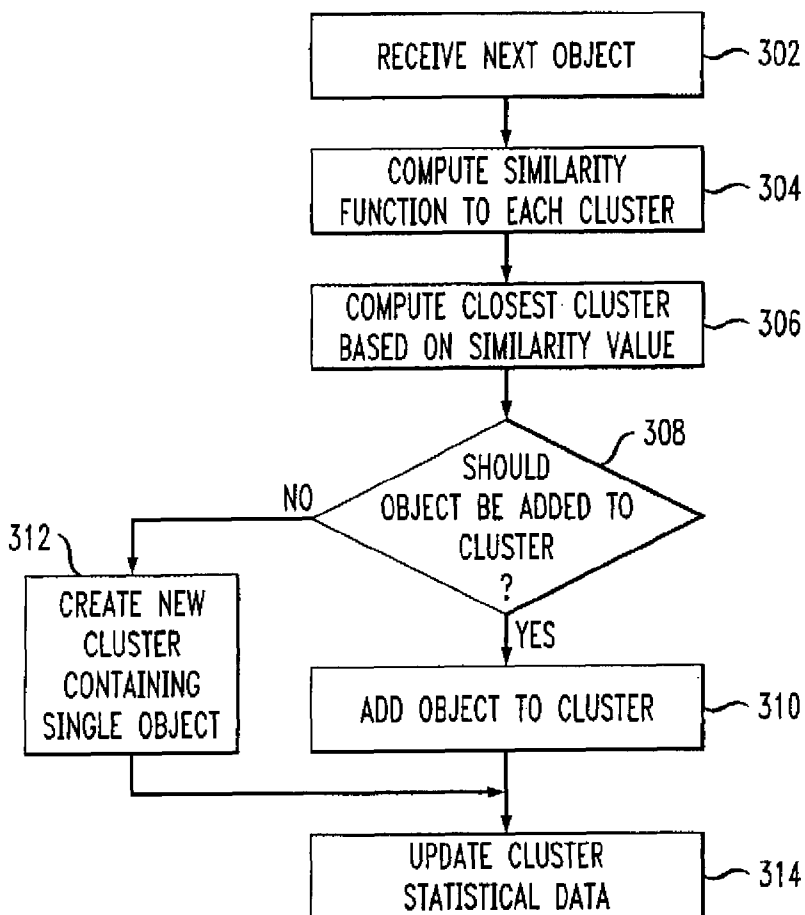 RECEIVE NEXT OBJECT
302
COMPUTE SIMILARITY
FUNCTION TO EACH CLUSTER
304
COMPUTE CLOSEST CLUSTER
BASED ON SIMILARITY VALUE
306
308
SHOULD
OBJECT BE ADDED TO
CLUSTER
?
NO
YES
312
CREATE NEW
CLUSTER
CONTAINING
SINGLE OBJECT
ADD OBJECT TO CLUSTER
310
UPDATE CLUSTER
STATISTICAL DATA
314